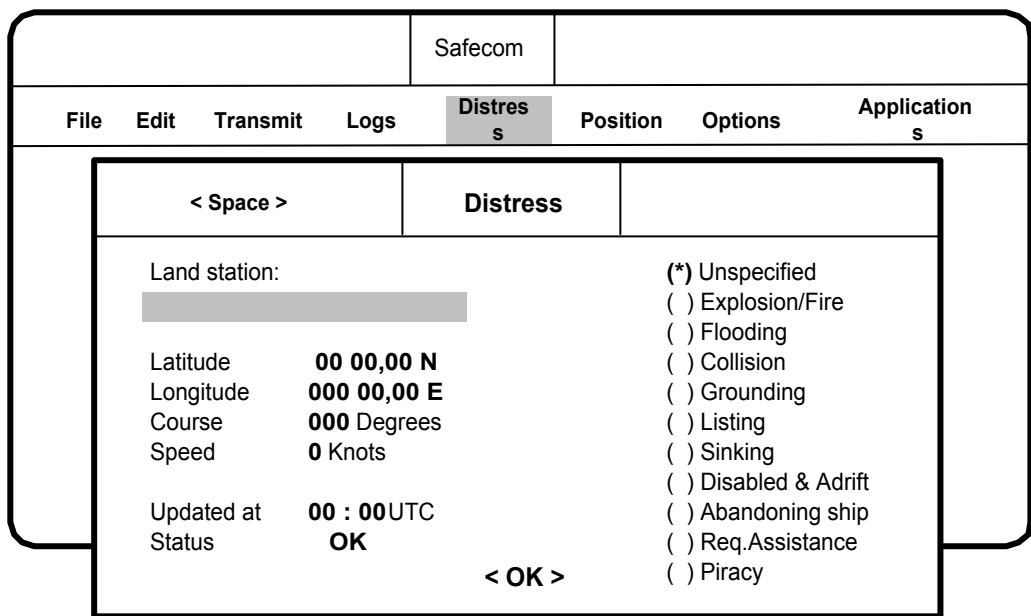 Safecom
File Edit Transmit Logs Distres
s Position Options Application
s
< Space > Distress
Land station:
Latitude 00 00,00 N
Longitude 000 00,00 E
Course 000 Degrees
Speed 0 Knots
Updated at 00 : 00 UTC
Status OK
< OK >
(*) Unspecified
( ) Explosion/Fire
( ) Flooding
( ) Collision
( ) Grounding
( ) Listing
( ) Sinking
( ) Disabled & Adrift
( ) Abandoning ship
( ) Req.Assistance
( ) Piracy